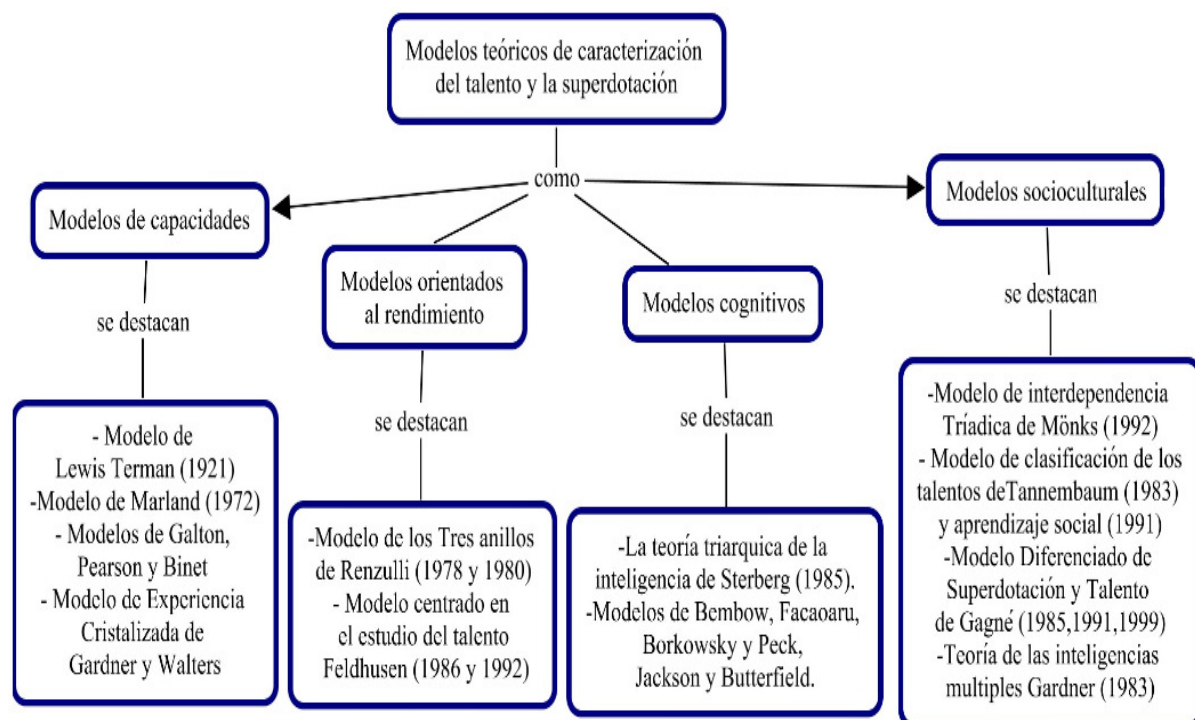 Modelos teóricos de caracterización
del talento y la superdotación
como
Modelos de capacidades
se destacan
- Modelo de
Lewis Terman (1921)
-Modelo de Marland (1972)
- Modelos de Galton,
Pearson y Binet
- Modelo de Experiencia
Cristalizada de
Gardner y Walters
Modelos orientados
al rendimiento
se destacan
-Modelo de los Tres anillos
de Renzulli (1978 y 1980)
- Modelo centrado en
el estudio del talento
Feldhusen (1986 y 1992)
Modelos cognitivos
se destacan
-La teoría triarquica de la
inteligencia de Sterberg (1985).
-Modelos de Bembow, Facaoaru,
Borkowsky y Peck,
Jackson y Butterfield.
Modelos socioculturales
se destacan
-Modelo de interdependencia
Tríadica de Mönks (1992)
- Modelo de clasificación de los
talentos deTannembaum (1983)
y aprendizaje social (1991)
-Modelo Diferenciado de
Superdotación y Talento
de Gagné (1985,1991,1999)
-Teoría de las inteligencias
multiples Gardner (1983)